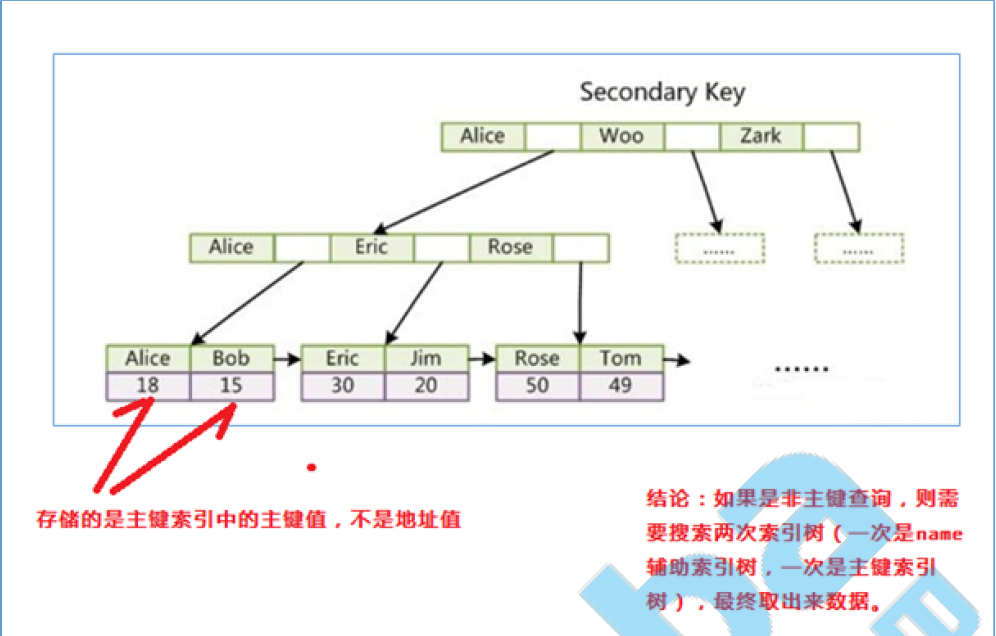 Secondary Key
Alice Woo Zark
Alice Eric Rose ...... ......
Alice Bob Eric Jim Rose Tom
18 15 30 20 50 49 ......
存储的是主键索引中的主键值，不是地址值
结论：如果是非主键查询，则需
要搜索两次索引树（一次是name
辅助索引树，一次是主键索引
树），最终取出来数据。